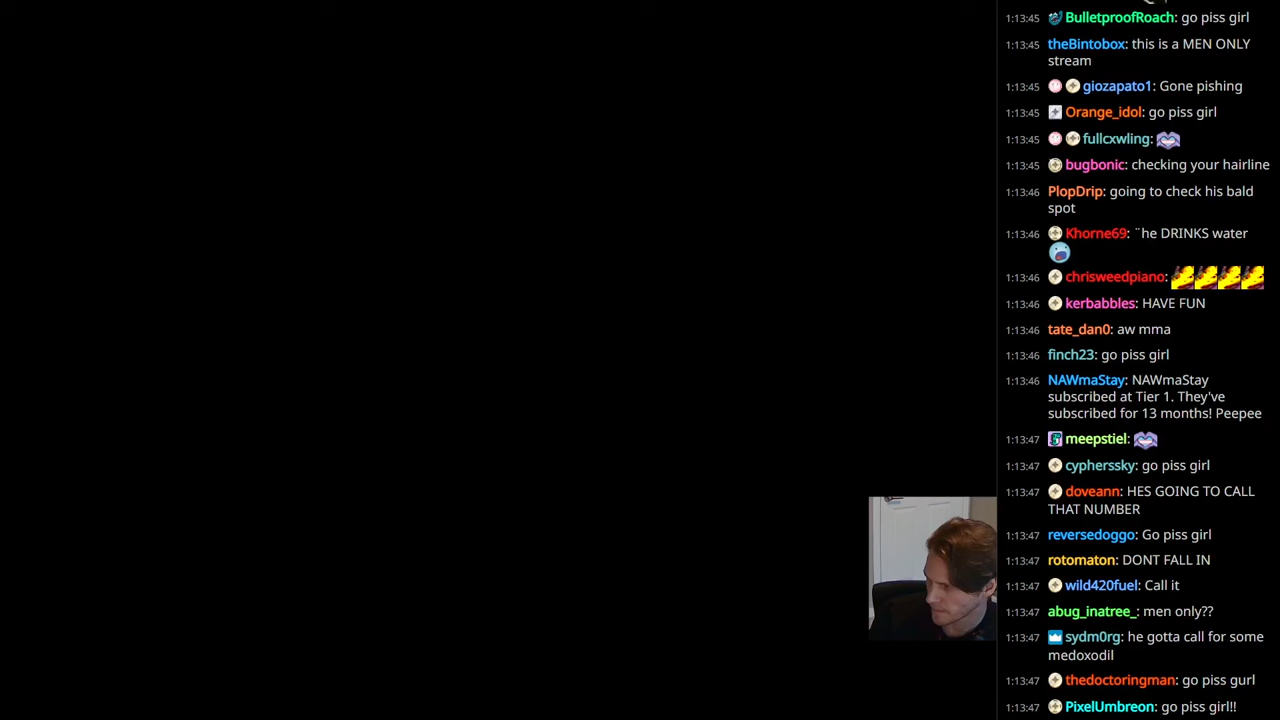 1:13:45 BulletproofRoach: go piss girl
1:13:45 theBintobox: this is a MEN ONLY
stream
1:13:45 giozapato1: Gone pishing
1:13:45 Orange_idol: go piss girl
1:13:45 fullcxwling:
1:13:45 bugbonic: checking your hairline
1:13:46 PlopDrip: going to check his bald
spot
1:13:46 Khorne69: ¨he DRINKS water
1:13:46 chrisweedpiano:
1:13:46 kerbabbles: HAVE FUN
1:13:46 tate_dan0: aw mma
1:13:46 finch23: go piss girl
1:13:46 NAWmaStay: NAWmaStay
subscribed at Tier 1. They've
subscribed for 13 months! Peepee
1:13:47 meepstiel:
1:13:47 cypherssky: go piss girl
1:13:47 doveann: HES GOING TO CALL
THAT NUMBER
1:13:47 reversedoggo: Go piss girl
1:13:47 rotomaton: DONT FALL IN
1:13:47 wild420fuel: Call it
1:13:47 abug_inatree_: men only??
1:13:47 sydm0rg: he gotta call for some
medoxodil
1:13:47 thedoctoringman: go piss gurl
1:13:47 PixelUmbreon: go piss girl!!